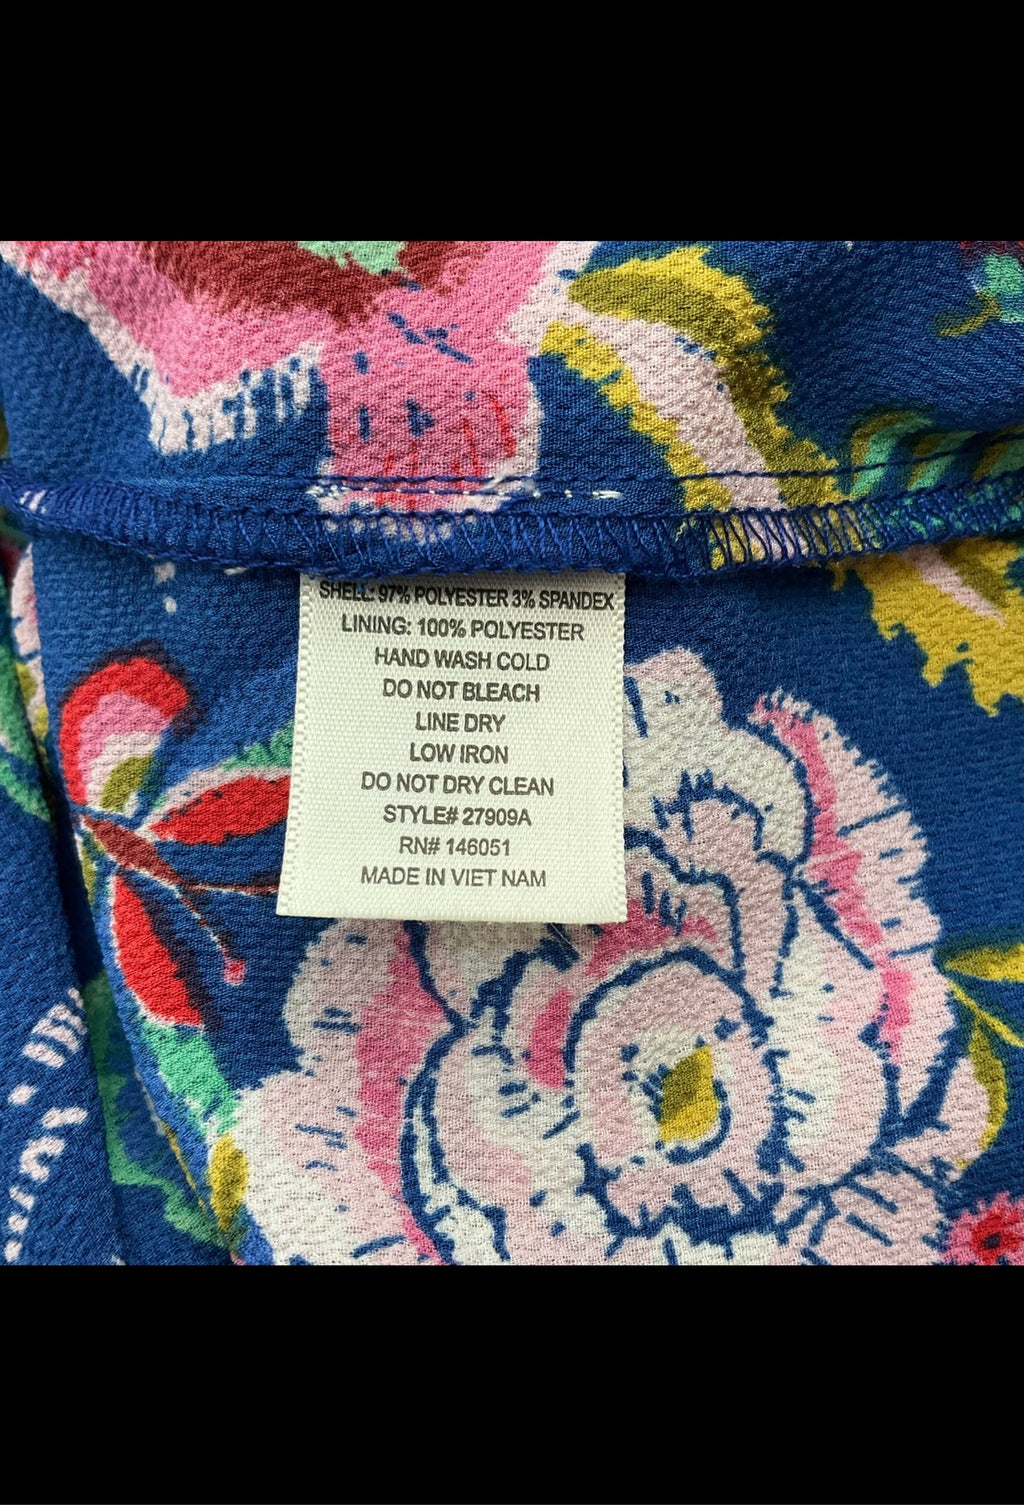 SHELL: 97% POLYESTER 3% SPANDEX
LINING: 100% POLYESTER
HAND WASH COLD
DO NOT BLEACH
LINE DRY
LOW IRON
DO NOT DRY CLEAN
STYLE# 27909A
RN# 146051
MADE IN VIET NAM